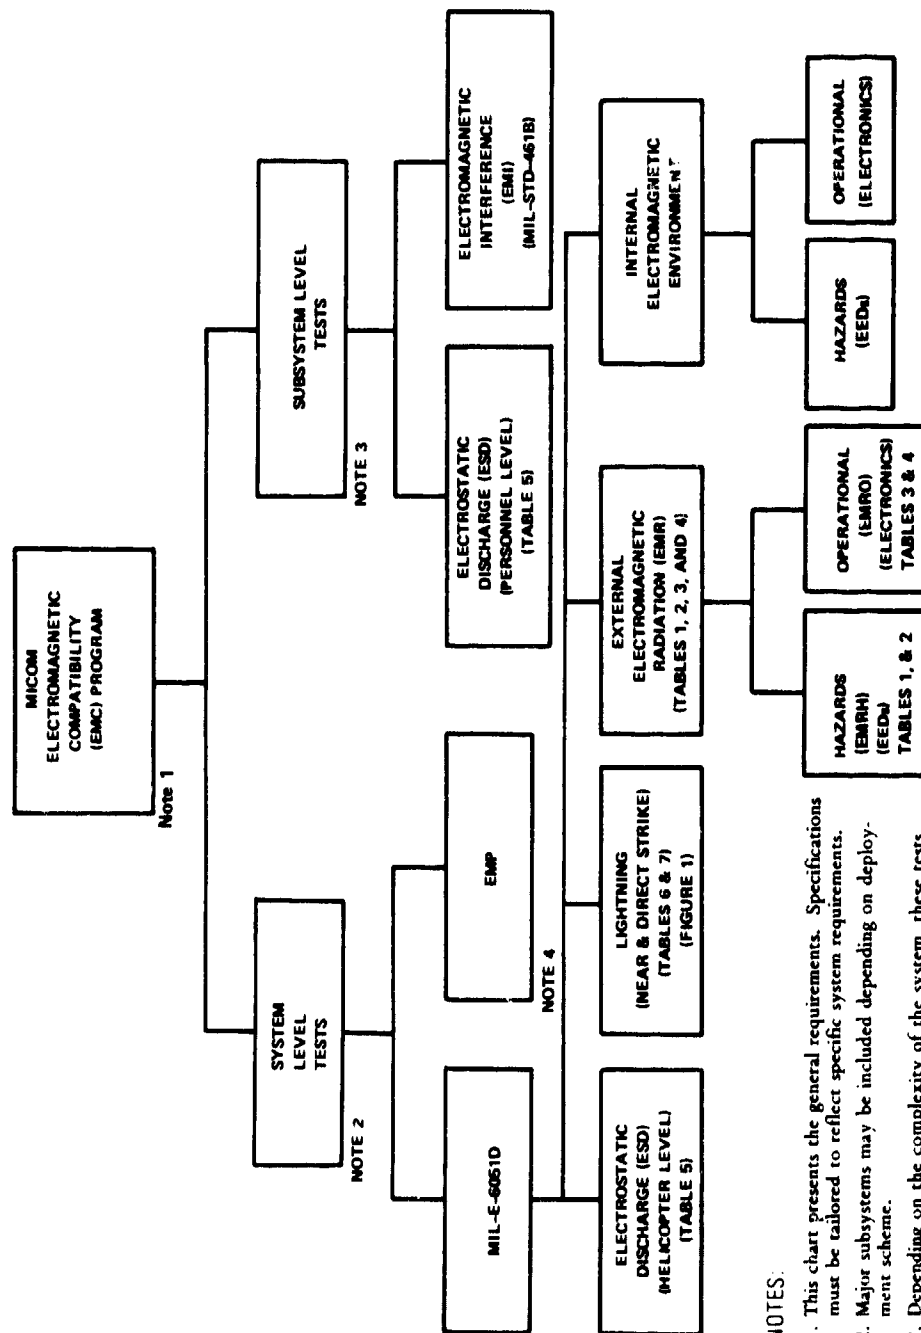 MICOM
ELECTROMAGNETIC
COMPATIBILITY
(EMC) PROGRAM
Note 1
SYSTEM
LEVEL
TESTS
NOTE 2
SUBSYSTEM LEVEL
TESTS
NOTE 3
MIL-E-6051D
EMP
NOTE 4
ELECTROSTATIC
DISCHARGE (ESD)
(PERSONNEL LEVEL)
(TABLE 5)
ELECTROMAGNETIC
INTERFERENCE
(EMI)
(MIL-STD-461B)
ELECTROSTATIC
DISCHARGE (ESD)
(HELICOPTER LEVEL)
(TABLE 5)
LIGHTNING
(NEAR & DIRECT STRIKE)
(TABLES 6 & 7)
(FIGURE 1)
EXTERNAL
ELECTROMAGNETIC
RADIATION (EMR)
(TABLES 1, 2, 3, AND 4)
INTERNAL
ELECTROMAGNETIC
ENVIRONMENT
HAZARDS
(EMRH)
(EEDs)
TABLES 1, & 2
OPERATIONAL
(EMRO)
(ELECTRONICS)
TABLES 3 & 4
HAZARDS
(EEDs)
OPERATIONAL
(ELECTRONICS)
NOTES:
. This chart presents the general requirements. Specifications
must be tailored to reflect specific system requirements.
. Major subsystems may be included depending on deploy-
ment scheme.
. Depending on the complexity of the system, these tests